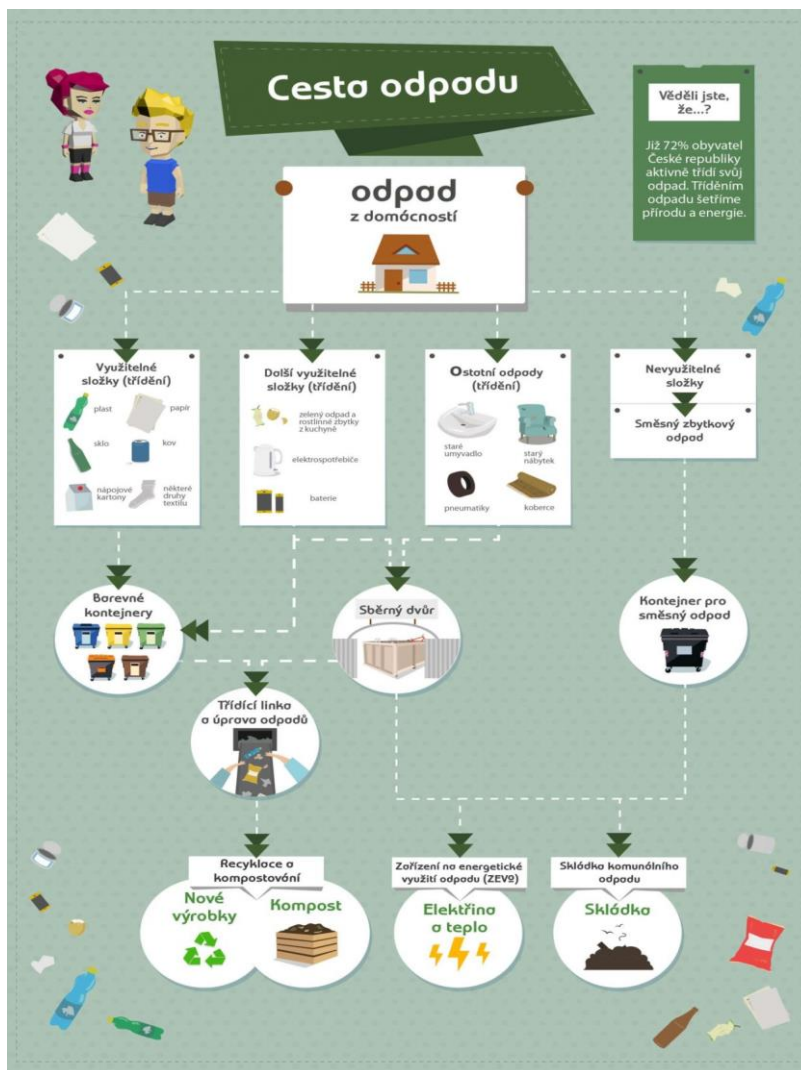 Cesta odpadu
Věděli jste,
že...?
Již 72% obyvatel
České republiky
aktivně třídí svůj
odpad. Tříděním
odpadu šetříme
přírodu a energie.
odpad
z domácností
Využitelné
složky (třídění)
plast
papír
sklo
kov
nápojové
kartony
některé
druhy
textilu
Další využitelné
složky (třídění)
zelený odpad a
rostlinné zbytky
z kuchyně
elektrospotřebiče
baterie
Ostatní odpady
(třídění)
staré
umyvadlo
starý
nábytek
pneumatiky
koberce
Nevyužitelné
složky
Směsný zbytkový
odpad
Barevné
kontejnery
Sběrný dvůr
Kontejner pro
směsný odpad
Třídící linka
a úprava odpadů
Recyklace a
kompostování
Nové
výrobky
Kompost
Zařízení na energetické
využití odpadu (ZEVO)
Elektřina
a teplo
Skládka komunálního
odpadu
Skládka